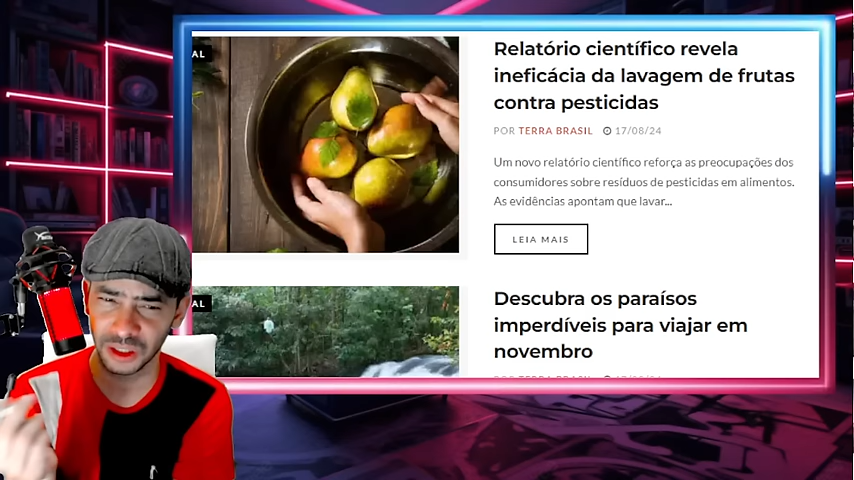 AL
Relatório científico revela
ineficácia da lavagem de frutas
contra pesticidas
POR TERRA BRASIL 17/08/24
Um novo relatório científico reforça as preocupações dos
consumidores sobre resíduos de pesticidas em alimentos.
As evidências apontam que lavar...
LEIA MAIS
AL
Descubra os paraísos
imperdíveis para viajar em
novembro